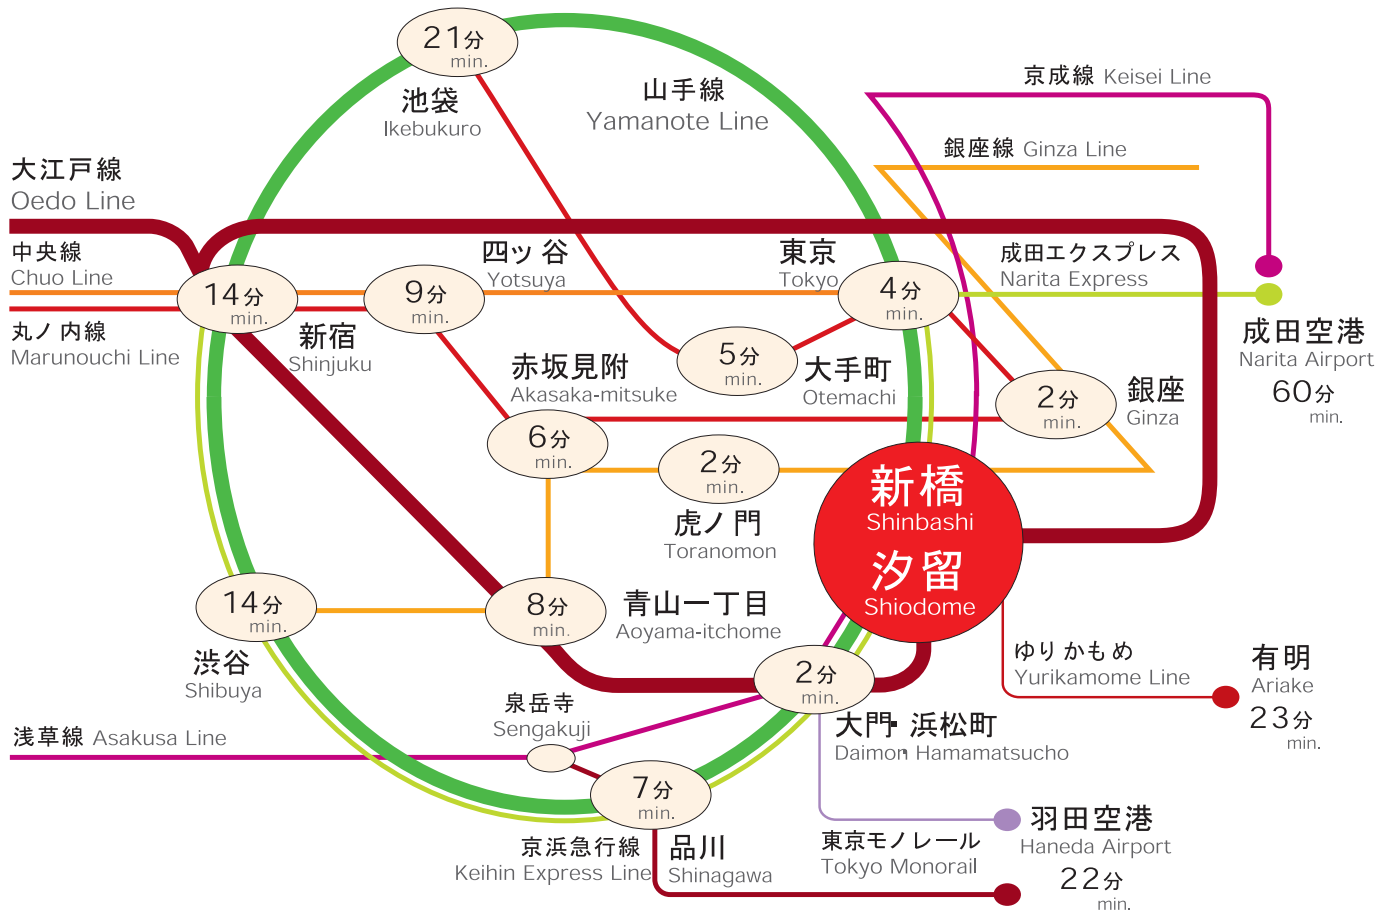 21分
min.
池袋
Ikebukuro
山手線
Yamanote Line
京成線 Keisei Line
銀座線 Ginza Line
大江戸線
Oedo Line
中央線
Chuo Line
丸ノ内線
Marunouchi Line
14分
min.
新宿
Shinjuku
9分
min.
四ッ谷
Yotsuya
東京
Tokyo
4分
min.
成田エクスプレス
Narita Express
成田空港
Narita Airport
60分
min.
5分
min.
大手町
Otemachi
赤坂見附
Akasaka-mitsuke
6分
min.
2分
min.
銀座
Ginza
2分
min.
虎ノ門
Toranomon
新橋
Shinbashi
汐留
Shiodome
14分
min.
渋谷
Shibuya
8分
min.
青山一丁目
Aoyama-itchome
2分
min.
大門・浜松町
Daimon Hamamatsucho
ゆりかもめ
Yurikamome Line
有明
Ariake
23分
min.
泉岳寺
Sengakuji
浅草線 Asakusa Line
7分
min.
品川
Shinagawa
京浜急行線
Keihin Express Line
東京モノレール
Tokyo Monorail
羽田空港
Haneda Airport
22分
min.